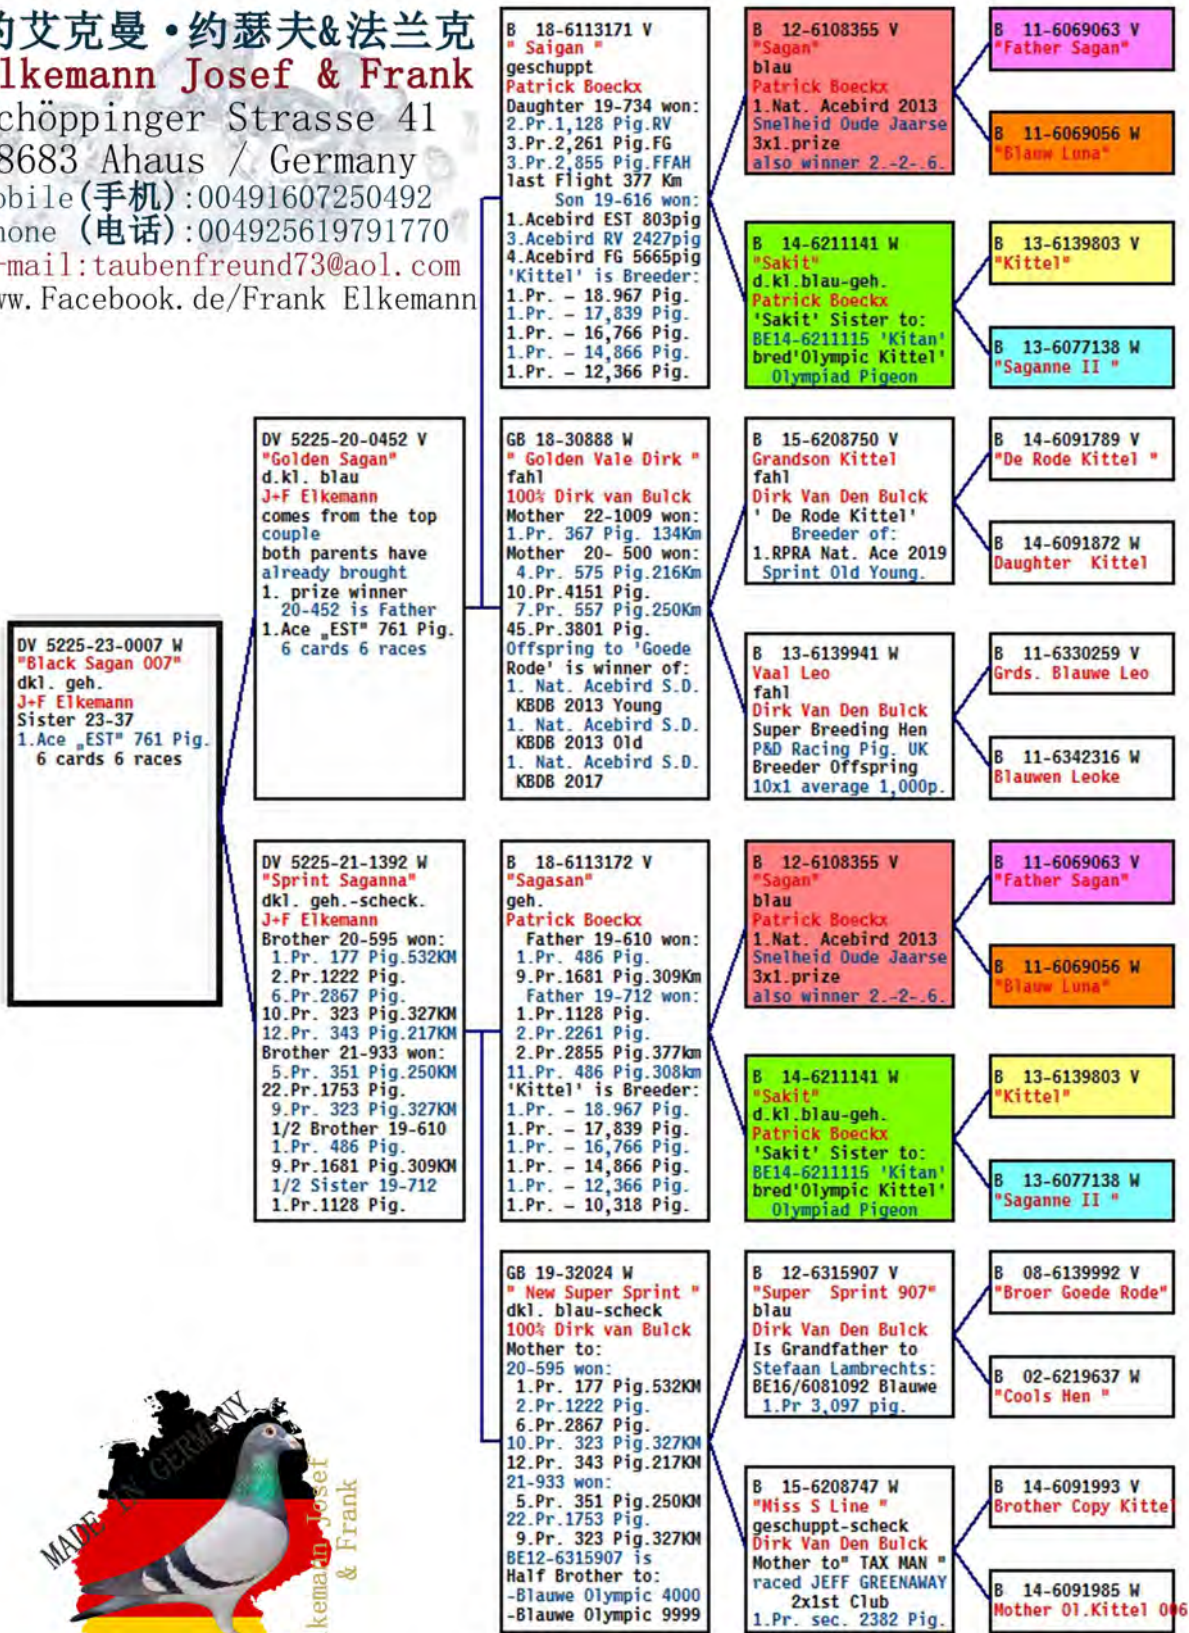 艾克曼·约瑟夫&法兰克
lkemann Josef & Frank
chöppinger Strasse 41
8683 Ahaus / Germany
obile(手机):00491607250492
hone (电话):004925619791770
-mail:taubenfreund73@aol.com
ww.Facebook.de/Frank Elkemann
DV 5225-23-0007 W
"Black Sagan 007"
dkl. geh.
J+F Elkemann
Sister 23-37
1.Ace „EST" 761 Pig.
6 cards 6 races
DV 5225-20-0452 V
"Golden Sagan"
d.kl. blau
J+F Elkemann
comes from the top
couple
both parents have
already brought
1. prize winner
20-452 is Father
1.Ace „EST" 761 Pig.
6 cards 6 races
DV 5225-21-1392 W
"Sprint Saganna"
dkl. geh.-scheck.
J+F Elkemann
Brother 20-595 won:
1.Pr. 177 Pig.532KM
2.Pr.1222 Pig.
6.Pr.2867 Pig.
10.Pr. 323 Pig.327KM
12.Pr. 343 Pig.217KM
Brother 21-933 won:
5.Pr. 351 Pig.250KM
22.Pr.1753 Pig.
9.Pr. 323 Pig.327KM
1/2 Brother 19-610
1.Pr. 486 Pig.
9.Pr.1681 Pig.309KM
1/2 Sister 19-712
1.Pr.1128 Pig.
B 18-6113171 V
" Saigan "
geschuppt
Patrick Boeckx
Daughter 19-734 won:
2.Pr.1,128 Pig.RV
3.Pr.2,261 Pig.FG
3.Pr.2,855 Pig.FFAH
last Flight 377 Km
Son 19-616 won:
1.Acebird EST 803pig
3.Acebird RV 2427pig
4.Acebird FG 5665pig
'Kittel' is Breeder:
1.Pr. - 18.967 Pig.
1.Pr. - 17,839 Pig.
1.Pr. - 16,766 Pig.
1.Pr. - 14,866 Pig.
1.Pr. - 12,366 Pig.
GB 18-30888 W
" Golden Vale Dirk "
fahl
100% Dirk van Bulck
Mother 22-1009 won:
1.Pr. 367 Pig. 134Km
Mother 20- 500 won:
4.Pr. 575 Pig.216Km
10.Pr.4151 Pig.
7.Pr. 557 Pig.250Km
45.Pr.3801 Pig.
Offspring to 'Goede
Rode' is winner of:
1. Nat. Acebird S.D.
KBDB 2013 Young
1. Nat. Acebird S.D.
KBDB 2013 Old
1. Nat. Acebird S.D.
KBDB 2017
B 18-6113172 V
"Sagasan"
geh.
Patrick Boeckx
Father 19-610 won:
1.Pr. 486 Pig.
9.Pr.1681 Pig.309Km
Father 19-712 won:
1.Pr.1128 Pig.
2.Pr.2261 Pig.
2.Pr.2855 Pig.377km
11.Pr. 486 Pig.308km
'Kittel' is Breeder:
1.Pr. - 18.967 Pig.
1.Pr. - 17,839 Pig.
1.Pr. - 16,766 Pig.
1.Pr. - 14,866 Pig.
1.Pr. - 12,366 Pig.
1.Pr. - 10,318 Pig.
GB 19-32024 W
" New Super Sprint "
dkl. blau-scheck
100% Dirk van Bulck
Mother to:
20-595 won:
1.Pr. 177 Pig.532KM
2.Pr.1222 Pig.
6.Pr.2867 Pig.
10.Pr. 323 Pig.327KM
12.Pr. 343 Pig.217KM
21-933 won:
5.Pr. 351 Pig.250KM
22.Pr.1753 Pig.
9.Pr. 323 Pig.327KM
BE12-6315907 is
Half Brother to:
-Blauwe Olympic 4000
-Blauwe Olympic 9999
B 12-6108355 V
"Sagan"
blau
Patrick Boeckx
1.Nat. Acebird 2013
Snelheid Oude Jaarse
3x1.prize
also winner 2.-2-.6.
B 14-6211141 W
"Sakit"
d.kl.blau-geh.
Patrick Boeckx
'Sakit' Sister to:
BE14-6211115 'Kitan'
bred'Olympic Kittel'
Olympiad Pigeon
B 15-6208750 V
Grandson Kittel
fahl
Dirk Van Den Bulck
' De Rode Kittel'
Breeder of:
1.RPRA Nat. Ace 2019
Sprint Old Young.
B 13-6139941 W
Vaal Leo
fahl
Dirk Van Den Bulck
Super Breeding Hen
P&D Racing Pig. UK
Breeder Offspring
10x1 average 1,000p.
B 12-6108355 V
"Sagan"
blau
Patrick Boeckx
1.Nat. Acebird 2013
Snelheid Oude Jaarse
3x1.prize
also winner 2.-2-.6.
B 14-6211141 W
"Sakit"
d.kl.blau-geh.
Patrick Boeckx
'Sakit' Sister to:
BE14-6211115 'Kitan'
bred'Olympic Kittel'
Olympiad Pigeon
B 12-6315907 V
"Super Sprint 907"
blau
Dirk Van Den Bulck
Is Grandfather to
Stefaan Lambrechts:
BE16/6081092 Blauwe
1.Pr 3,097 pig.
B 15-6208747 W
"Miss S Line "
geschuppt-scheck
Dirk Van Den Bulck
Mother to" TAX MAN "
raced JEFF GREENAWAY
2x1st Club
1.Pr. sec. 2382 Pig.
B 11-6069063 V
"Father Sagan"
B 11-6069056 W
"Blauw Luna"
B 13-6139803 V
"Kittel"
B 13-6077138 W
"Saganne II "
B 14-6091789 V
"De Rode Kittel "
B 14-6091872 W
Daughter Kittel
B 11-6330259 V
Grds. Blauwe Leo
B 11-6342316 W
Blauwen Leoke
B 11-6069063 V
"Father Sagan"
B 11-6069056 W
"Blauw Luna"
B 13-6139803 V
"Kittel"
B 13-6077138 W
"Saganne II "
B 08-6139992 V
"Broer Goede Rode"
B 02-6219637 W
"Cools Hen "
B 14-6091993 V
Brother Copy Kitte
B 14-6091985 W
Mother Ol.Kittel 006
MADE IN GERMANY
kemann Josef
& Frank